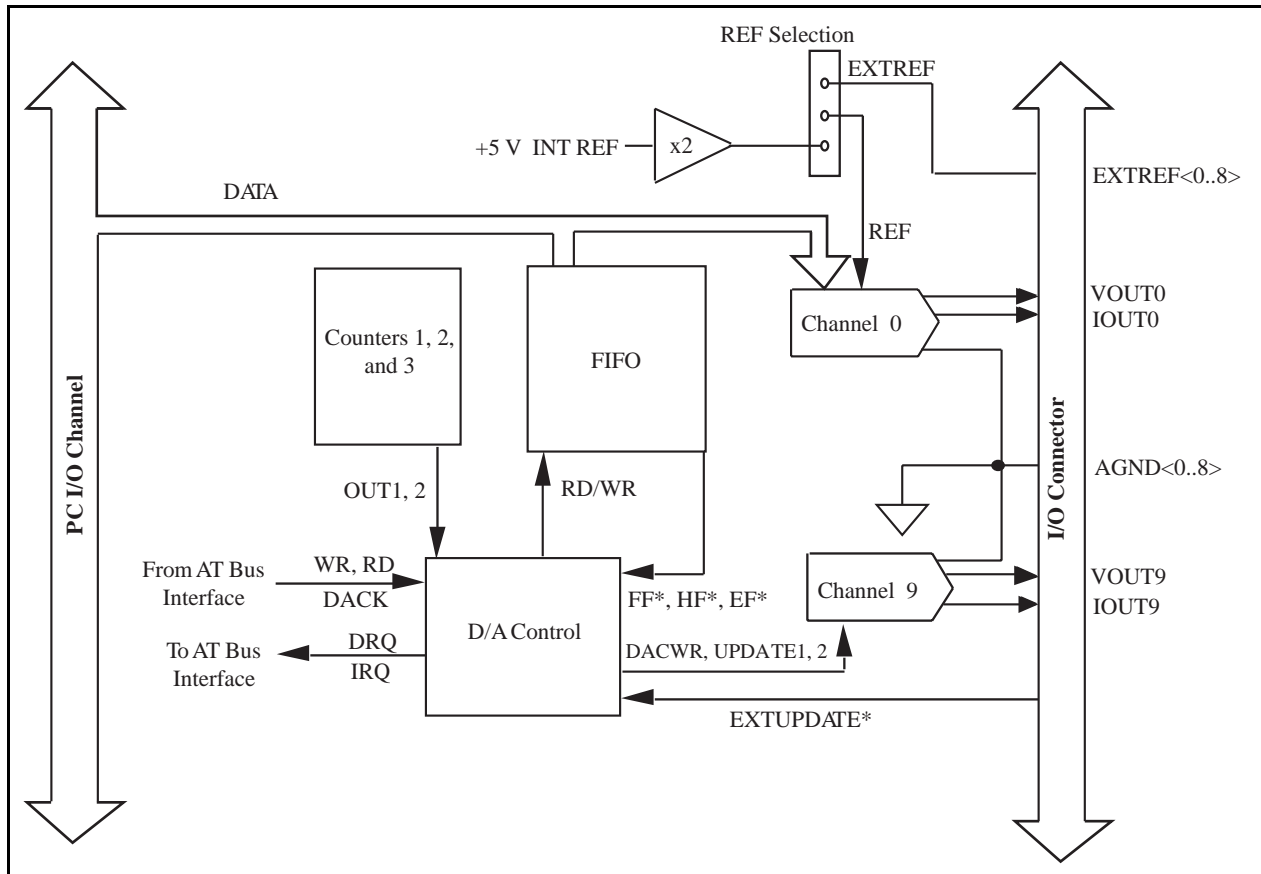 REF Selection
EXTREF
+5 V INT REF
x2
EXTREF<0..8>
DATA
REF
Counters 1, 2,
and 3
FIFO
Channel 0
VOUT0
IOUT0
PC I/O Channel
I/O Connector
AGND<0..8>
OUT1, 2
RD/WR
From AT Bus
Interface
WR, RD
DACK
FF*, HF*, EF*
Channel 9
VOUT9
IOUT9
D/A Control
To AT Bus
Interface
DRQ
IRQ
DACWR, UPDATE1, 2
EXTUPDATE*